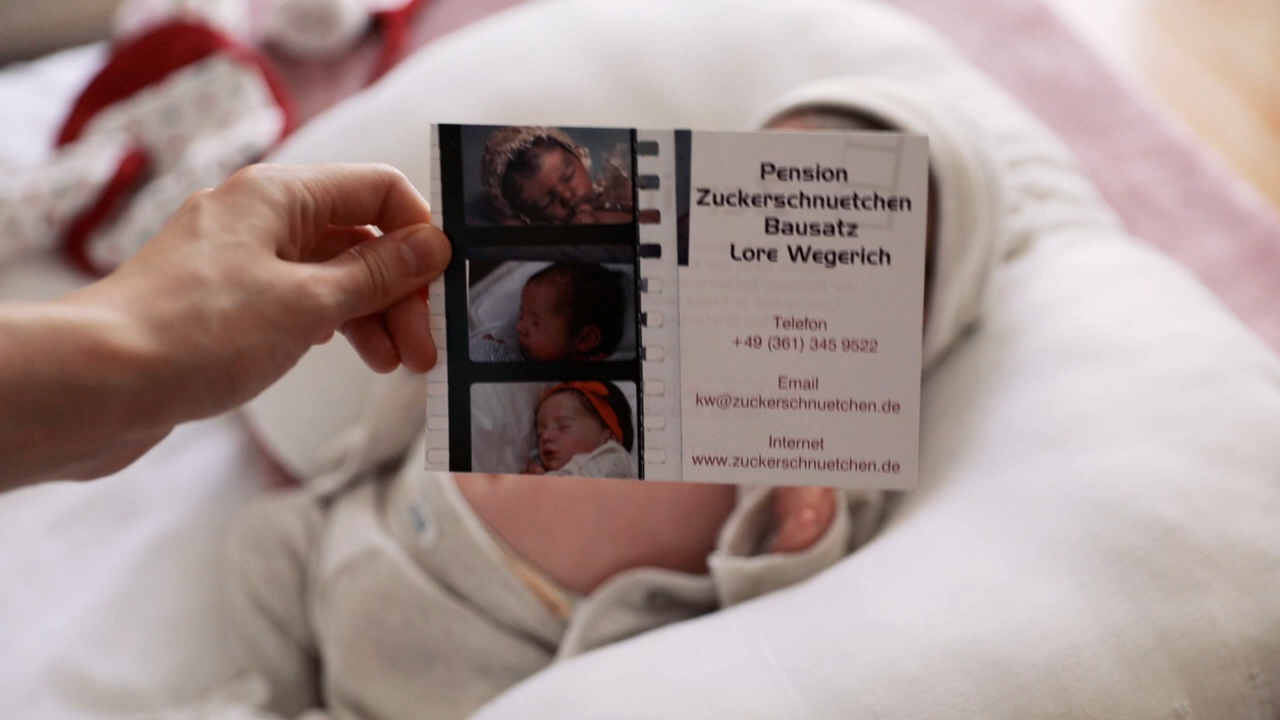 Pension
Zuckerschnuetchen
Bausatz
Lore Wegerich
Telefon
+49 (361) 345 9522
Email
kw@zuckerschnuetchen.de
Internet
www.zuckerschnuetchen.de